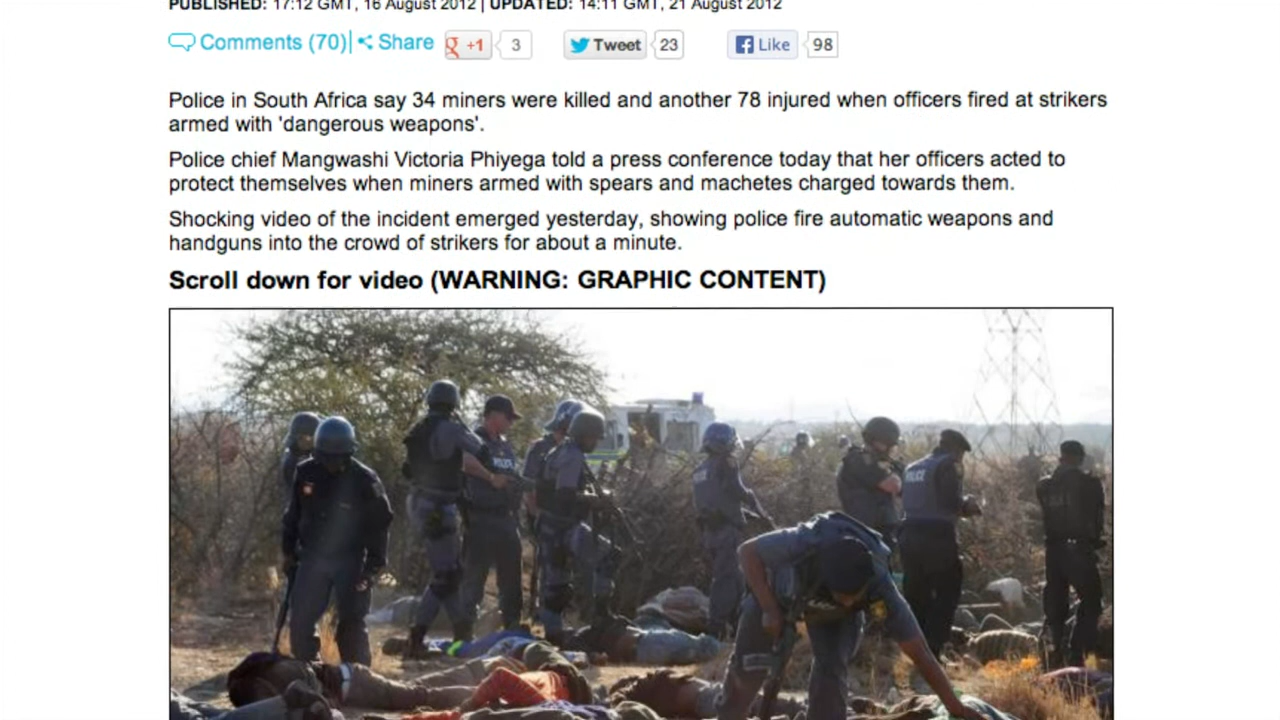 PUBLISHED: 17:12 GMT, 16 August 2012 | UPDATED: 14:11 GMT, 21 August 2012
Comments (70)| Share +1 3 Tweet 23 Like 98
Police in South Africa say 34 miners were killed and another 78 injured when officers fired at strikers
armed with 'dangerous weapons'.
Police chief Mangwashi Victoria Phiyega told a press conference today that her officers acted to
protect themselves when miners armed with spears and machetes charged towards them.
Shocking video of the incident emerged yesterday, showing police fire automatic weapons and
handguns into the crowd of strikers for about a minute.
Scroll down for video (WARNING: GRAPHIC CONTENT)
POLICE
POLICE